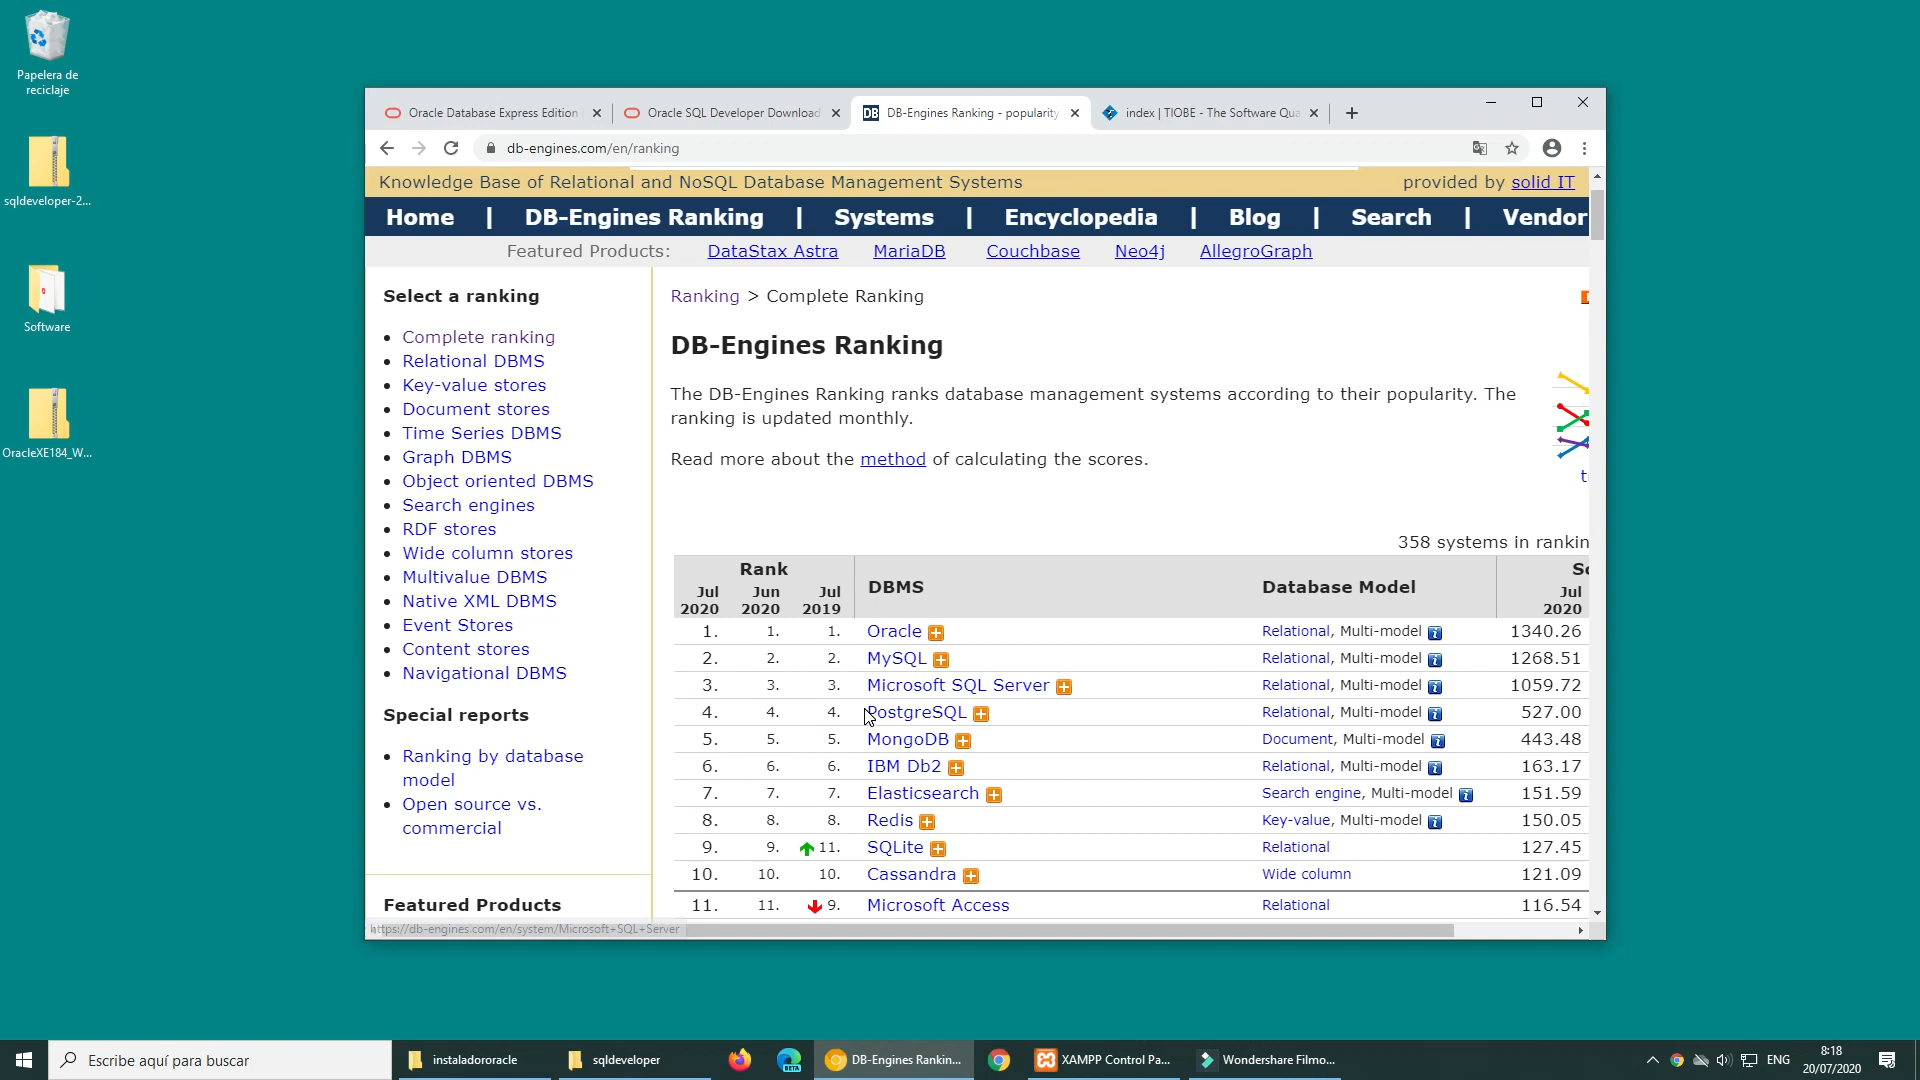 Papelera de
reciclaje
sqldeveloper-2...
Software
OracleXE184_W...
Oracle Database Express Edition
Oracle SQL Developer Download
DB DB-Engines Ranking - popularity
index | TIOBE - The Software Qua
db-engines.com/en/ranking
Knowledge Base of Relational and NoSQL Database Management Systems
provided by solid IT
Home | DB-Engines Ranking | Systems | Encyclopedia | Blog | Search | Vendor
Featured Products: DataStax Astra MariaDB Couchbase Neo4j AllegroGraph
Select a ranking
Complete ranking
Relational DBMS
Key-value stores
Document stores
Time Series DBMS
Graph DBMS
Object oriented DBMS
Search engines
RDF stores
Wide column stores
Multivalue DBMS
Native XML DBMS
Event Stores
Content stores
Navigational DBMS
Special reports
Ranking by database
model
Open source vs.
commercial
Featured Products
https://db-engines.com/en/system/Microsoft+SQL+Server
Ranking > Complete Ranking
DB-Engines Ranking
The DB-Engines Ranking ranks database management systems according to their popularity. The
ranking is updated monthly.
Read more about the method of calculating the scores.
358 systems in rankin
Rank
Jul Jun Jul DBMS Database Model Jul
2020 2020 2019 2020
1. 1. 1. Oracle Relational, Multi-model 1340.26
2. 2. 2. MySQL Relational, Multi-model 1268.51
3. 3. 3. Microsoft SQL Server Relational, Multi-model 1059.72
4. 4. 4. PostgreSQL Relational, Multi-model 527.00
5. 5. 5. MongoDB Document, Multi-model 443.48
6. 6. 6. IBM Db2 Relational, Multi-model 163.17
7. 7. 7. Elasticsearch Search engine, Multi-model 151.59
8. 8. 8. Redis Key-value, Multi-model 150.05
9. 9. 11. SQLite Relational 127.45
10. 10. 10. Cassandra Wide column 121.09
11. 11. 9. Microsoft Access Relational 116.54
Escribe aquí para buscar
instaladororacle
sqldeveloper
BETA
DB-Engines Rankin...
XAMPP Control Pa...
Wondershare Filmo...
ENG
8:18
20/07/2020